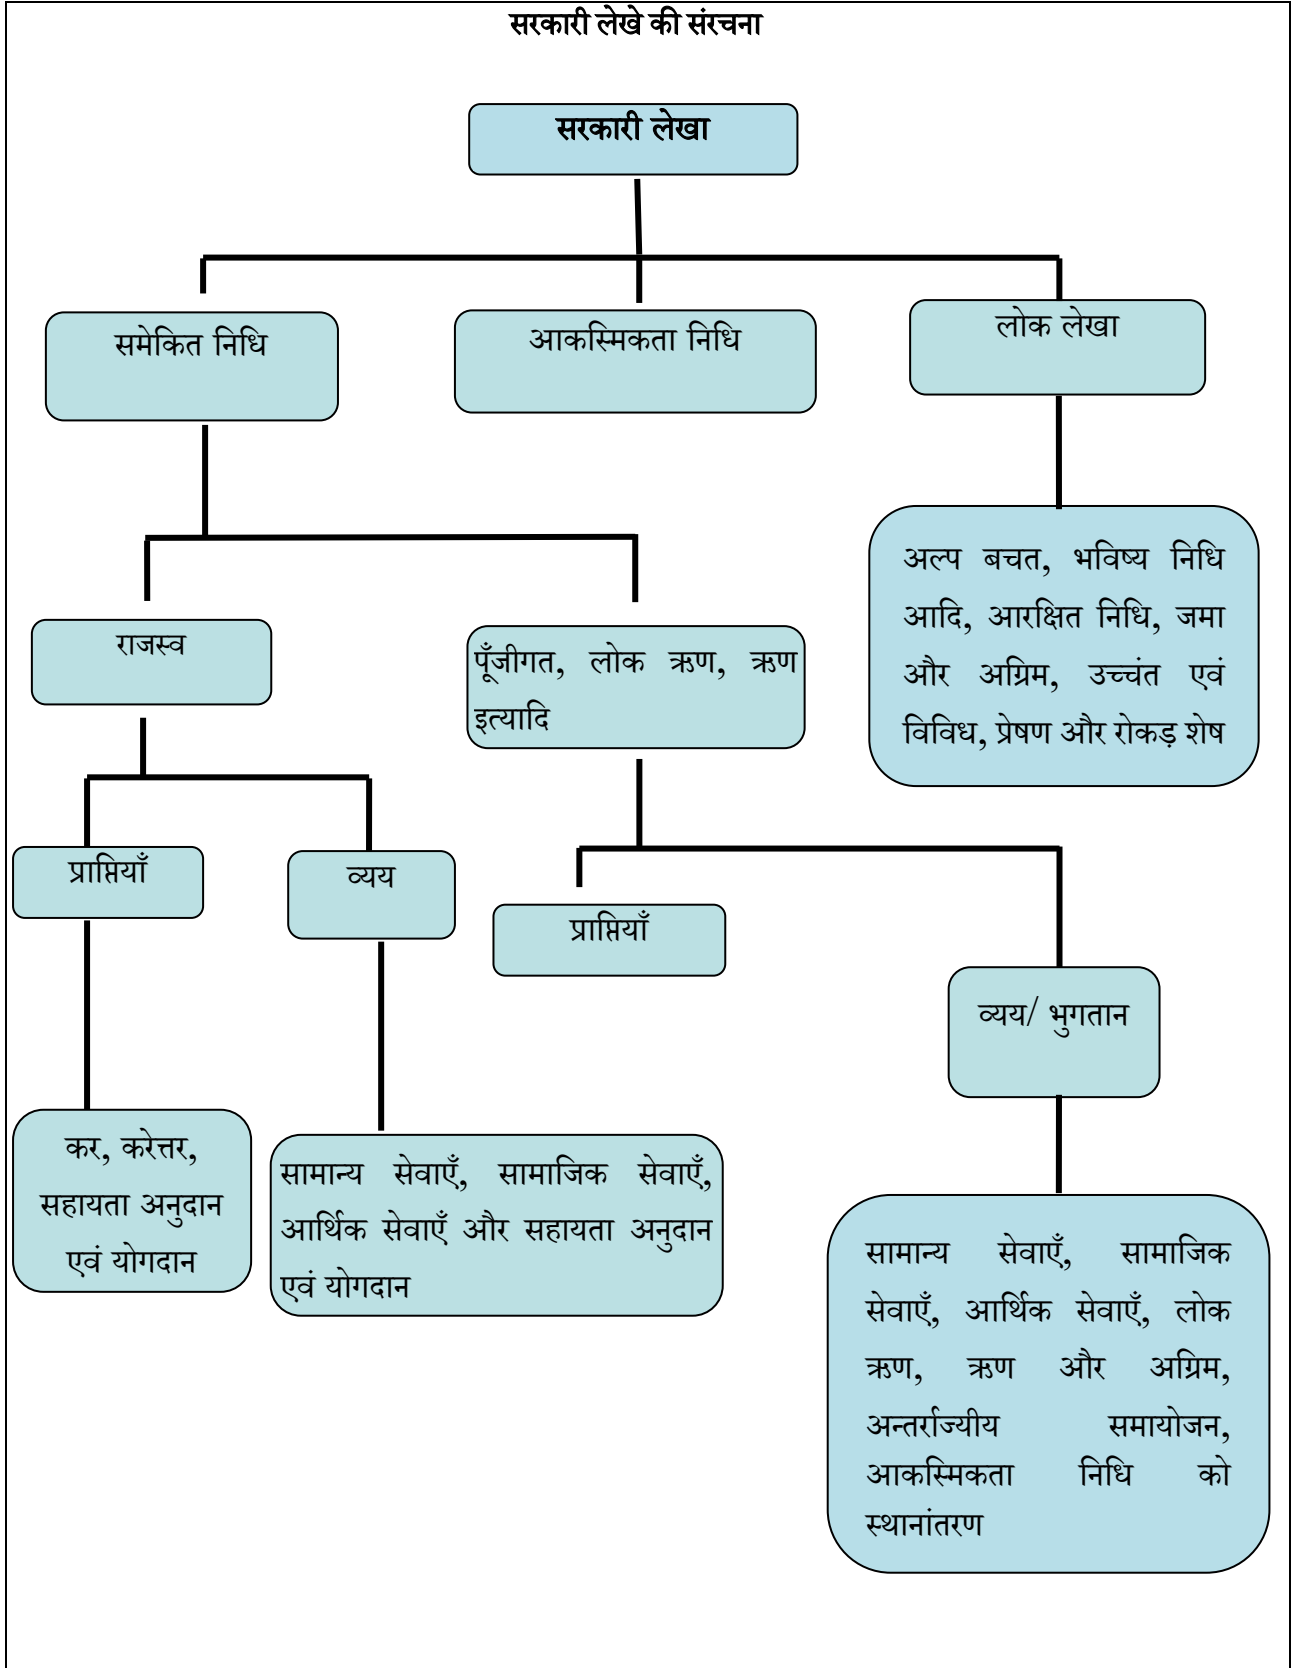 सरकारी लेखे की संरचना
सरकारी लेखा
समेकित निधि
आकस्मिकता निधि
लोक लेखा
अल्प बचत, भविष्य निधि
आदि, आरक्षित निधि, जमा
और अग्रिम, उच्चंत एवं
विविध, प्रेषण और रोकड़ शेष
राजस्व
पूँजीगत, लोक ऋण, ऋण
इत्यादि
प्राप्तियाँ
व्यय
प्राप्तियाँ
व्यय/ भुगतान
कर, करेत्तर,
सहायता अनुदान
एवं योगदान
सामान्य सेवाएँ, सामाजिक सेवाएँ,
आर्थिक सेवाएँ और सहायता अनुदान
एवं योगदान
सामान्य सेवाएँ, सामाजिक
सेवाएँ, आर्थिक सेवाएँ, लोक
ऋण, ऋण और अग्रिम,
अन्तर्राज्यीय समायोजन,
आकस्मिकता निधि को
स्थानांतरण